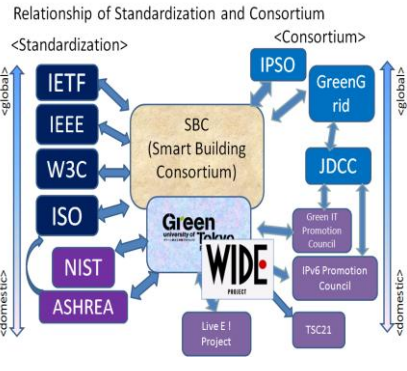 Relationship of Standardization and Consortium
<Standardization>
<Consortium>
<global>
<global>
IETF
IEEE
W3C
ISO
NIST
ASHREA
SBC
(Smart Building
Consortium)
IPSO
GreenG
rid
JDCC
Green IT
Promotion
Council
IPv6 Promotion
Council
TSC21
Green
university of Tokyo
WIDE
PROJECT
Live E !
Project
<domestic>
<domestic>